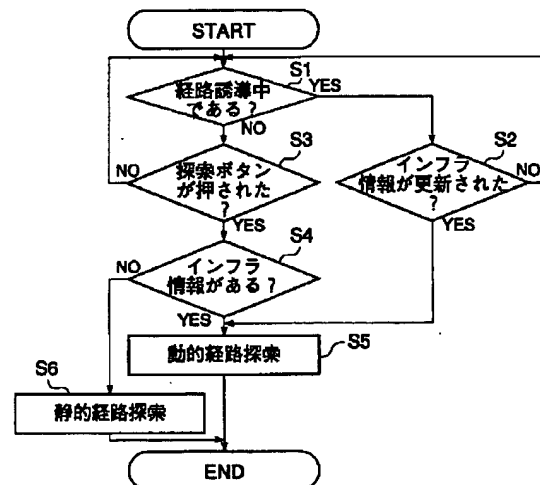 START
S1
経路誘導中
である?
YES
NO
S3
探索ボタン
が押された
?
NO
YES
S2
インフラ
情報が更新された
?
NO
YES
S4
インフラ
情報がある?
NO
YES
S5
動的経路探索
S6
静的経路探索
END